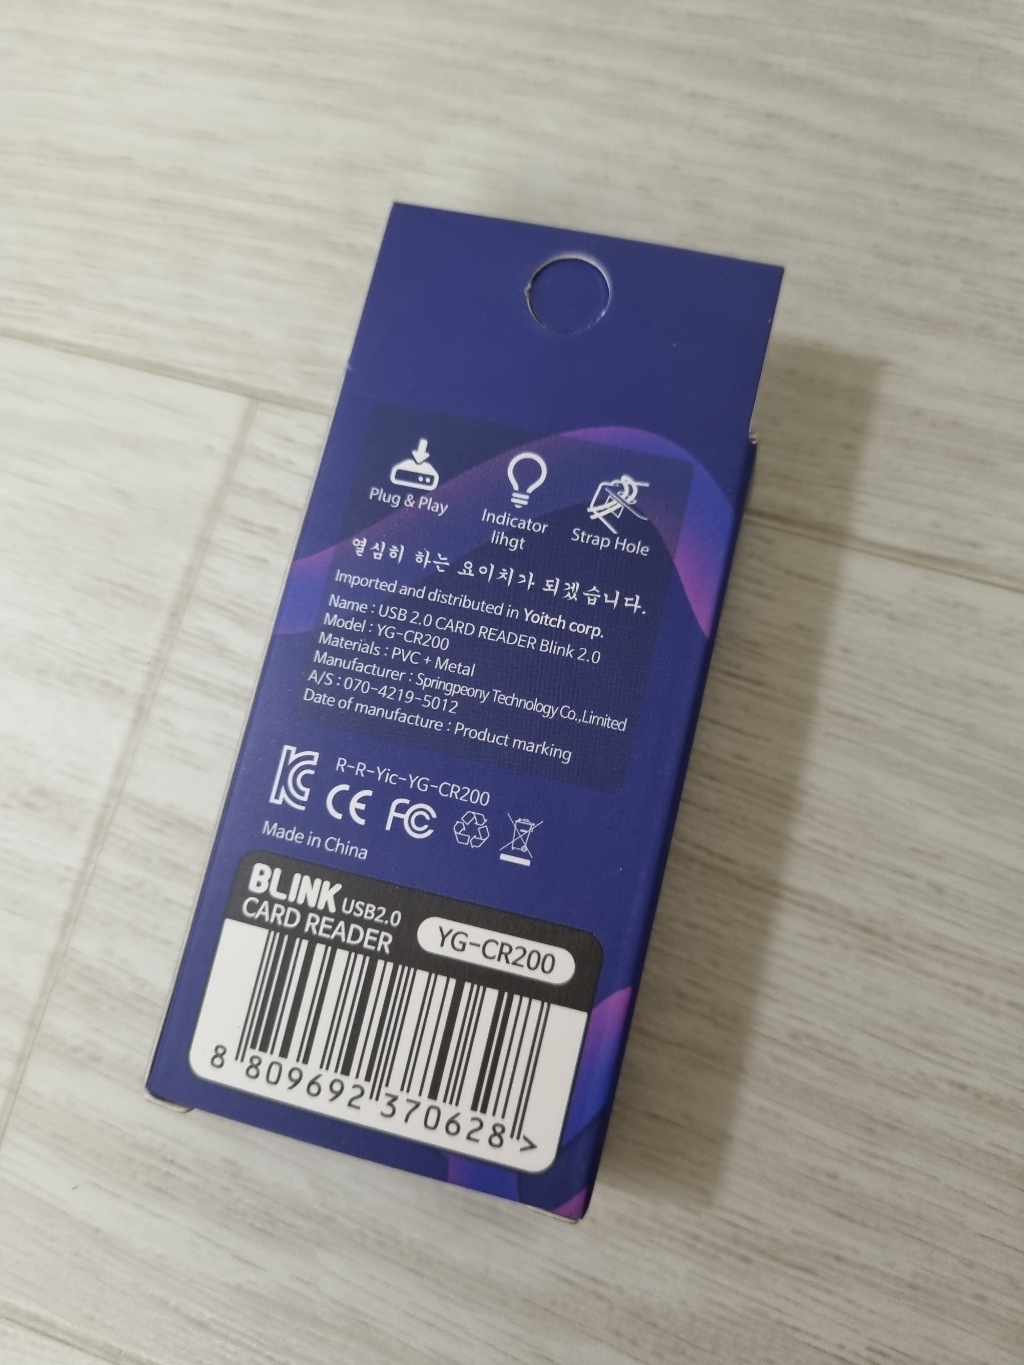 Plug & Play
Indicator
lihgt
Strap Hole
열심히 하는 요이치가 되겠습니다.
Imported and distributed in Yoitch corp.
Name : USB 2.0 CARD READER Blink 2.0
Model : YG-CR200
Materials : PVC + Metal
Manufacturer : Springpeony Technology Co.,Limited
A/S : 070-4219-5012
Date of manufacture : Product marking
R-R-Yic-YG-CR200
CE FC
Made in China
BLINK USB2.0
CARD READER
YG-CR200
8 809692 370628 >